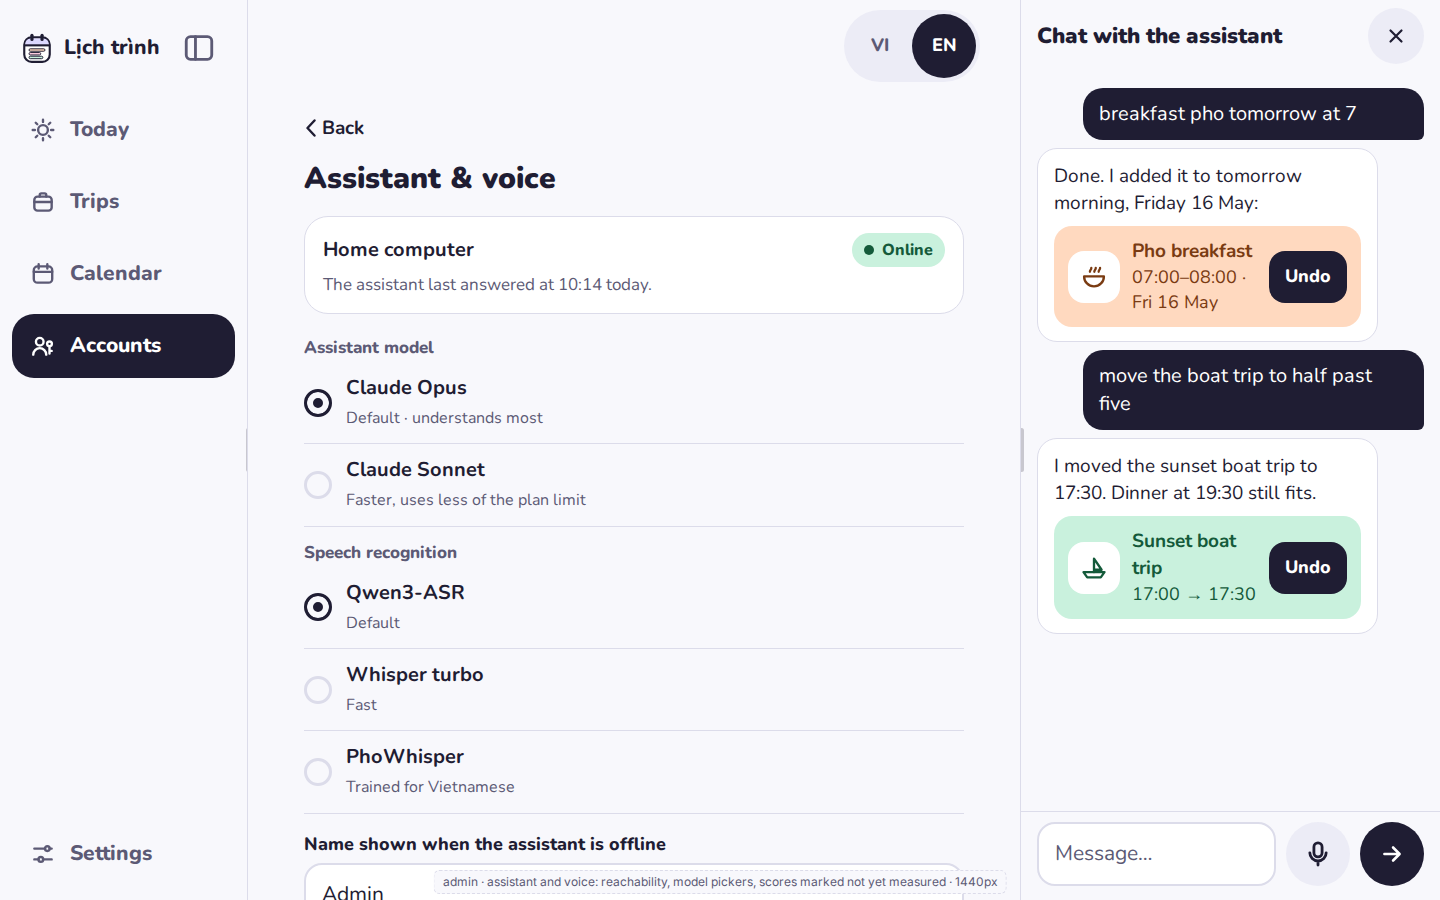 Lịch trình
Today
Trips
Calendar
Accounts
Settings
VI
EN
Back
Assistant & voice
Home computer
Online
The assistant last answered at 10:14 today.
Assistant model
Claude Opus
Default · understands most
Claude Sonnet
Faster, uses less of the plan limit
Speech recognition
Qwen3-ASR
Default
Whisper turbo
Fast
PhoWhisper
Trained for Vietnamese
Name shown when the assistant is offline
Admin
admin · assistant and voice: reachability, model pickers, scores marked not yet measured · 1440px
Chat with the assistant
breakfast pho tomorrow at 7
Done. I added it to tomorrow
morning, Friday 16 May:
Pho breakfast
07:00–08:00 ·
Fri 16 May
Undo
move the boat trip to half past
five
I moved the sunset boat trip to
17:30. Dinner at 19:30 still fits.
Sunset boat
trip
17:00 → 17:30
Undo
Message...